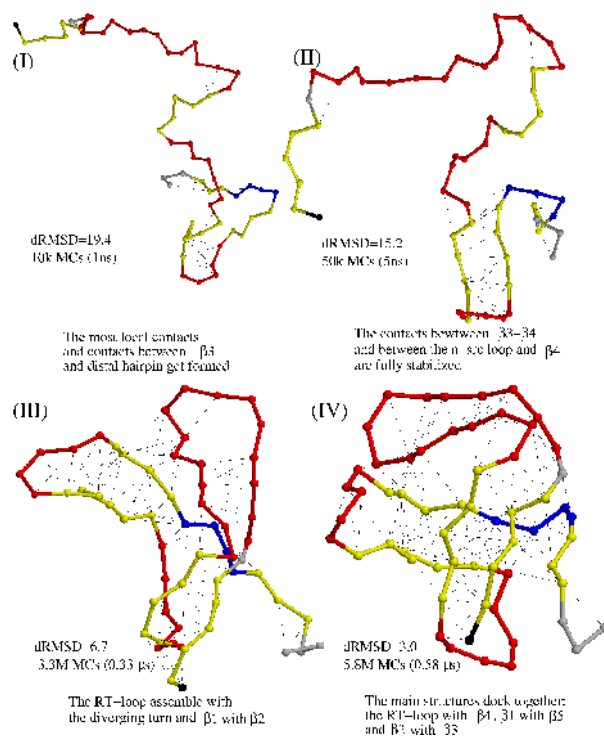 (I)
dRMSD=19.4
10k MCs (1ns)
The most local contacts
and contacts between β3
and distal hairpin get formed
(II)
dRMSD=15.2
50k MCs (5ns)
The contacts bewtween β3-β4
and between the n-src loop and β4
are fully stabilized
(III)
dRMSD 6.7
3.3M MCs (0.33 μs)
The RT-loop assemble with
the diverging turn and β1 with β2
(IV)
dRMSD 3.0
5.8M MCs (0.58 μs)
The main structures dock together:
the RT-loop with β4, β1 with β5
and β2 with β3